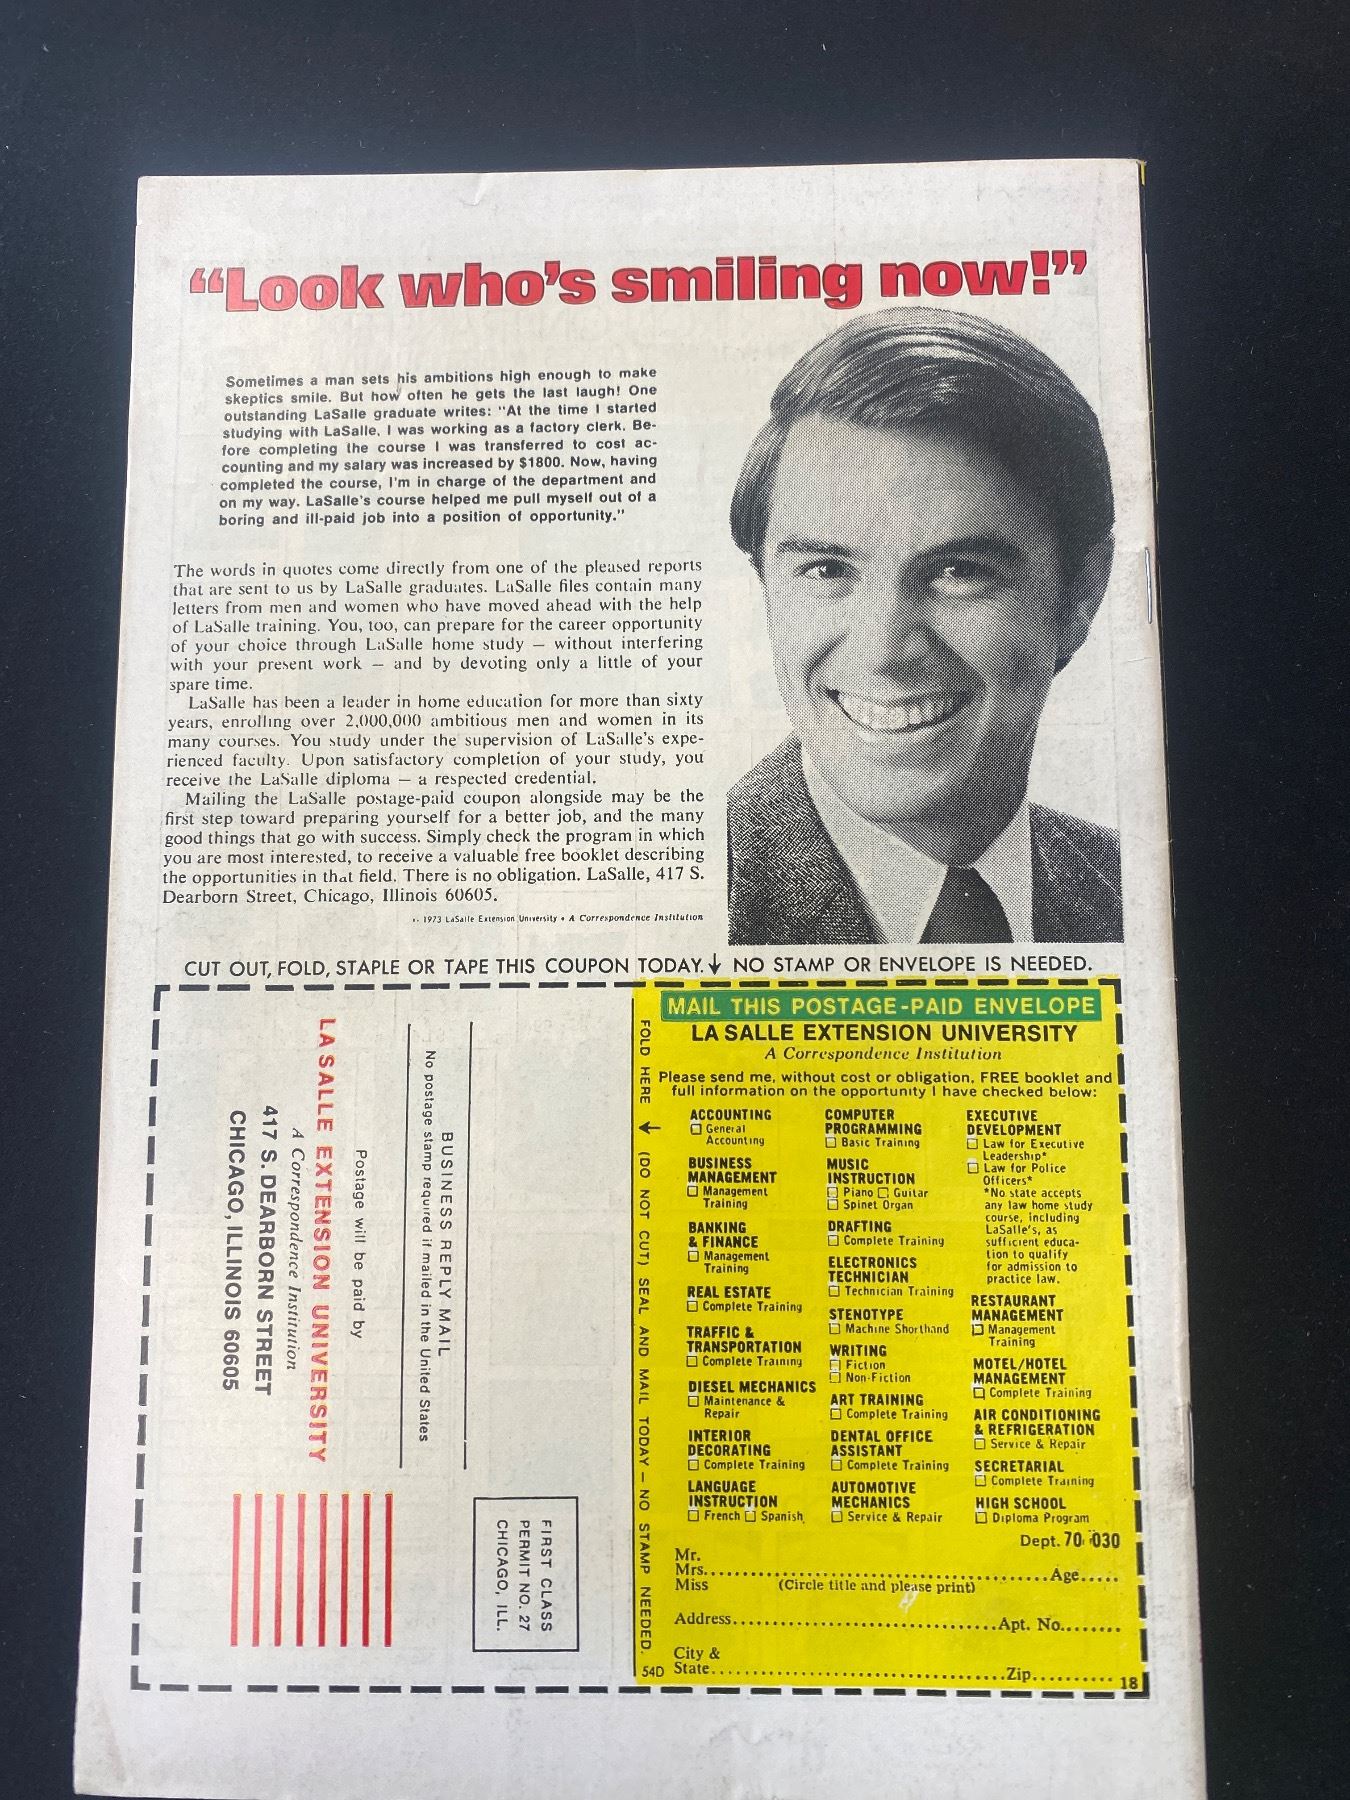 “Look who’s smiling now!”
Sometimes a man sets his ambitions high enough to make
skeptics smile. But how often he gets the last laugh! One
outstanding LaSalle graduate writes: "At the time I started
studying with LaSalle, I was working as a factory clerk. Be-
fore completing the course I was transferred to cost ac-
counting and my salary was increased by $1800. Now, having
completed the course, I'm in charge of the department and
on my way. LaSalle's course helped me pull myself out of a
boring and ill-paid job into a position of opportunity."
The words in quotes come directly from one of the pleased reports
that are sent to us by LaSalle graduates. LaSalle files contain many
letters from men and women who have moved ahead with the help
of LaSalle training. You, too, can prepare for the career opportunity
of your choice through LaSalle home study — without interfering
with your present work — and by devoting only a little of your
spare time.
LaSalle has been a leader in home education for more than sixty
years, enrolling over 2,000,000 ambitious men and women in its
many courses. You study under the supervision of LaSalle's expe-
rienced faculty. Upon satisfactory completion of your study, you
receive the LaSalle diploma — a respected credential.
Mailing the LaSalle postage-paid coupon alongside may be the
first step toward preparing yourself for a better job, and the many
good things that go with success. Simply check the program in which
you are most interested, to receive a valuable free booklet describing
the opportunities in that field. There is no obligation. LaSalle, 417 S.
Dearborn Street, Chicago, Illinois 60605.
1973 LaSalle Extension University • A Correspondence Institution
CUT OUT, FOLD, STAPLE OR TAPE THIS COUPON TODAY. ↓ NO STAMP OR ENVELOPE IS NEEDED.
FIRST CLASS
PERMIT NO. 27
CHICAGO, ILL.
BUSINESS REPLY MAIL
No postage stamp required if mailed in the United States
Postage will be paid by
LA SALLE EXTENSION UNIVERSITY
A Correspondence Institution
417 S. DEARBORN STREET
CHICAGO, ILLINOIS 60605
FOLD HERE (DO NOT CUT) SEAL AND MAIL TODAY — NO STAMP NEEDED.
MAIL THIS POSTAGE-PAID ENVELOPE
LA SALLE EXTENSION UNIVERSITY
A Correspondence Institution
Please send me, without cost or obligation, FREE booklet and
full information on the opportunity I have checked below:
ACCOUNTING
☐ General
Accounting
BUSINESS
MANAGEMENT
☐ Management
Training
BANKING
& FINANCE
☐ Management
Training
REAL ESTATE
☐ Complete Training
TRAFFIC &
TRANSPORTATION
☐ Complete Training
DIESEL MECHANICS
☐ Maintenance &
Repair
INTERIOR
DECORATING
☐ Complete Training
LANGUAGE
INSTRUCTION
☐ French ☐ Spanish
COMPUTER
PROGRAMMING
☐ Basic Training
MUSIC
INSTRUCTION
☐ Piano ☐ Guitar
☐ Spinet Organ
DRAFTING
☐ Complete Training
ELECTRONICS
TECHNICIAN
☐ Technician Training
STENOTYPE
☐ Machine Shorthand
WRITING
☐ Fiction
☐ Non-Fiction
ART TRAINING
☐ Complete Training
DENTAL OFFICE
ASSISTANT
☐ Complete Training
AUTOMOTIVE
MECHANICS
☐ Service & Repair
EXECUTIVE
DEVELOPMENT
☐ Law for Executive
Leadership*
☐ Law for Police
Officers*
*No state accepts
any law home study
course, including
LaSalle's, as
sufficient educa-
tion to qualify
for admission to
practice law.
RESTAURANT
MANAGEMENT
☐ Management
Training
MOTEL/HOTEL
MANAGEMENT
☐ Complete Training
AIR CONDITIONING
& REFRIGERATION
☐ Service & Repair
SECRETARIAL
☐ Complete Training
HIGH SCHOOL
☐ Diploma Program
Dept. 70-030
Mr.
Mrs.....Age.....
Miss (Circle title and please print)
Address.....Apt. No.....
City &
State.....Zip.....
54D
18